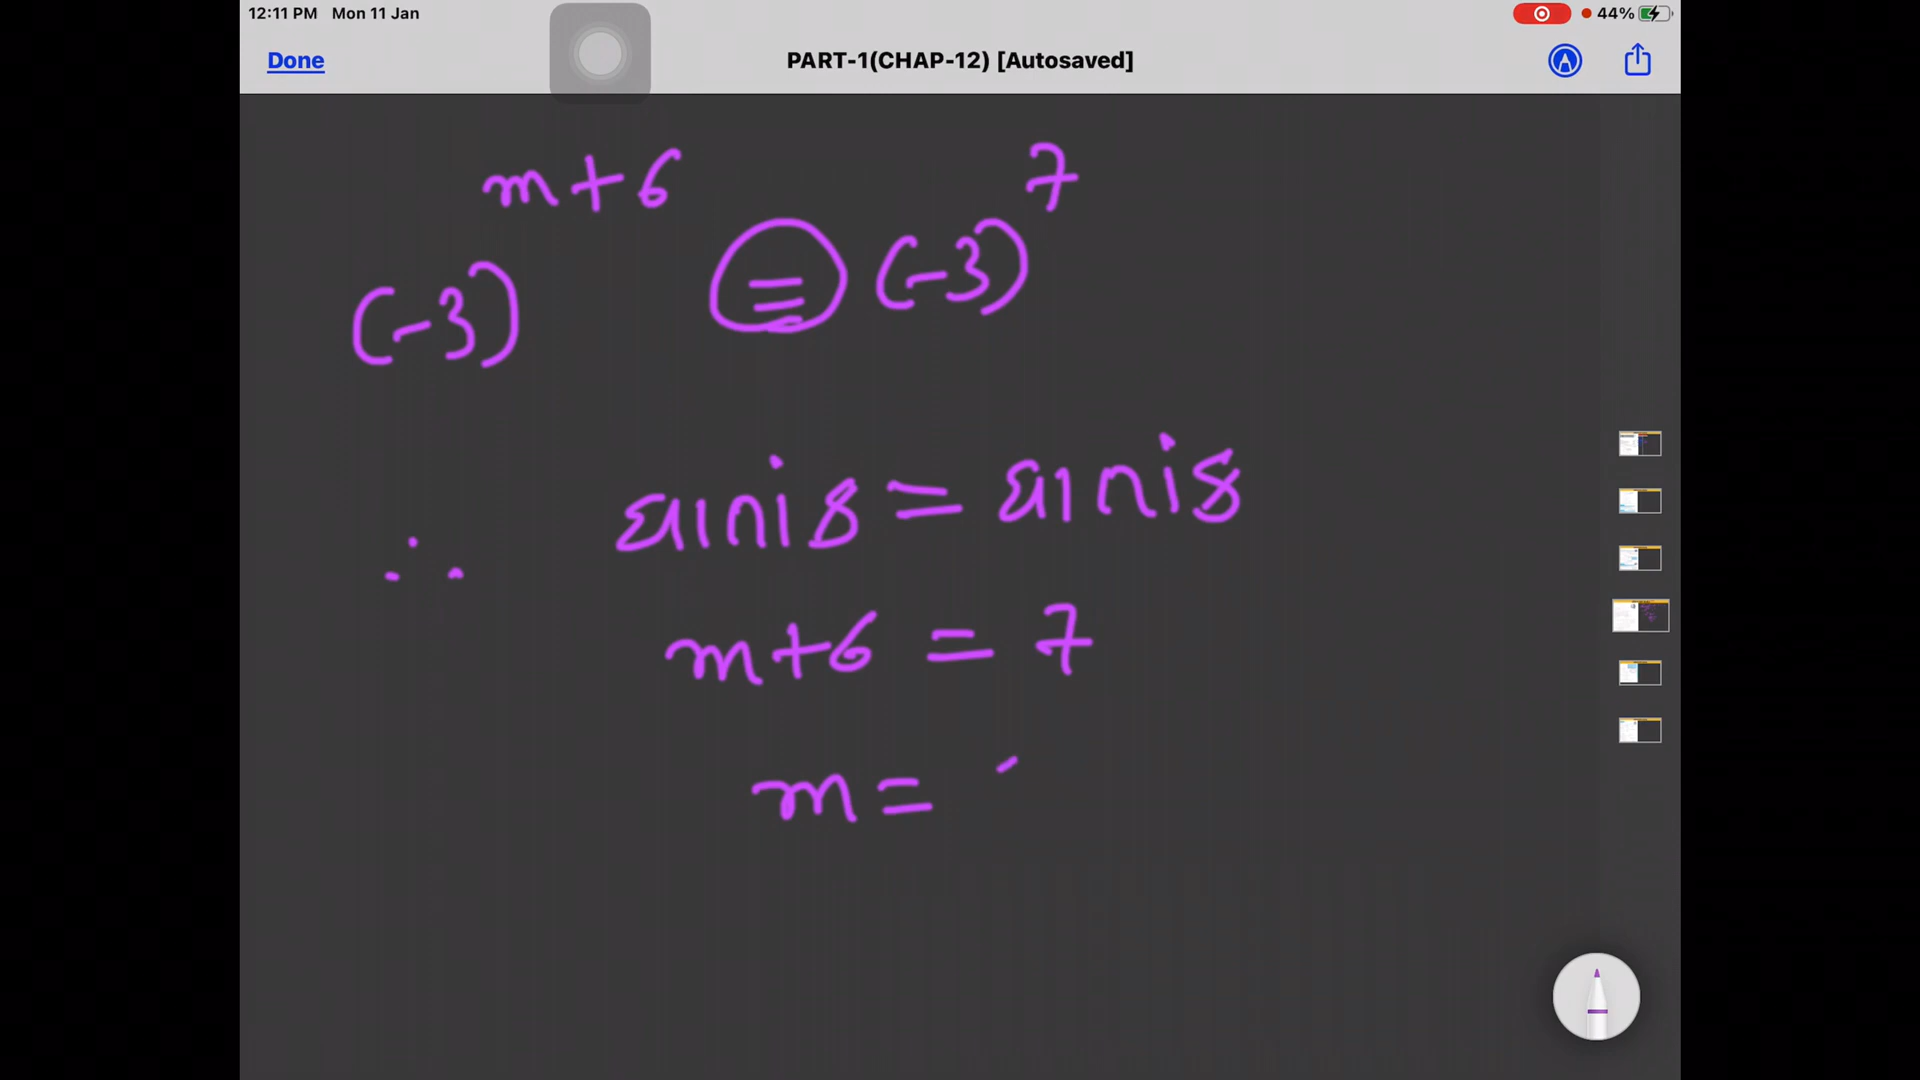 12:11 PM Mon 11 Jan 44%
Done PART-1(CHAP-12) [Autosaved]
(-3)^{m+6} = (-3)^7
∴ ઘાતાંક = ઘાતાંક
m+6 = 7
m =